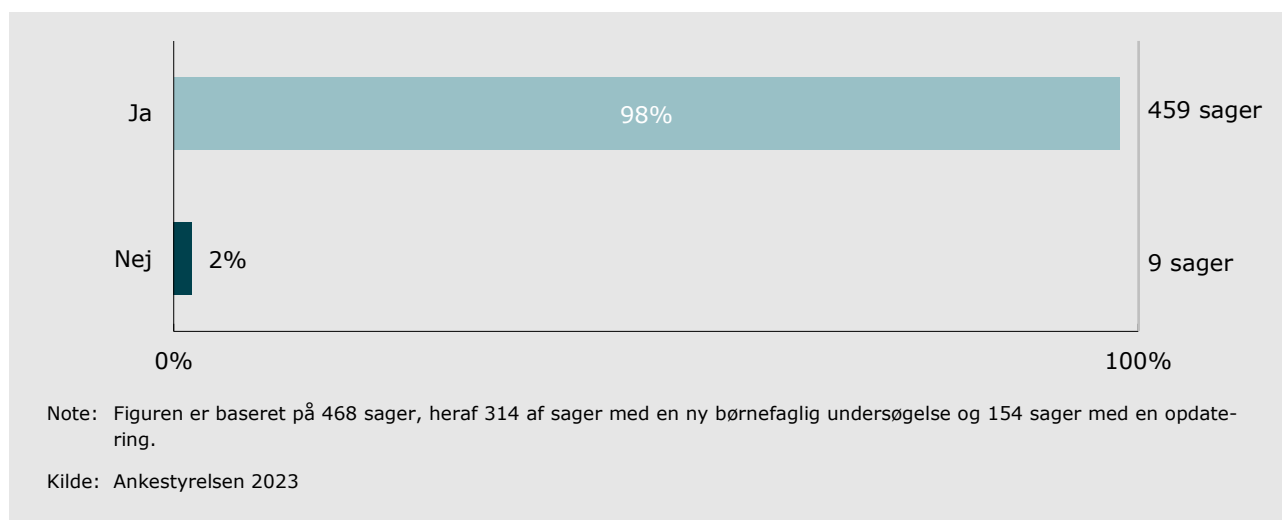 Ja
98%
459 sager
Nej
2%
9 sager
0%
100%
Note: Figuren er baseret på 468 sager, heraf 314 af sager med en ny børnefaglig undersøgelse og 154 sager med en opdate-
ring.
Kilde: Ankestyrelsen 2023